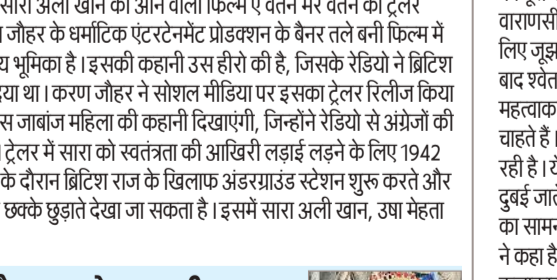 सारा अली खान की आने वाली फिल्म ऐ वतन मेरे वतन का ट्रेलर
जौहर के धर्माटिक एंटरटेनमेंट प्रोडक्शन के बैनर तले बनी फिल्म में
य भूमिका है। इसकी कहानी उस हीरो की है, जिसके रेडियो ने ब्रिटिश
दिया था। करण जौहर ने सोशल मीडिया पर इसका ट्रेलर रिलीज किया
स जाबांज महिला की कहानी दिखाएंगी, जिन्होंने रेडियो से अंग्रेजों की
ट्रेलर में सारा को स्वतंत्रता की आखिरी लड़ाई लड़ने के लिए 1942
के दौरान ब्रिटिश राज के खिलाफ अंडरग्राउंड स्टेशन शुरू करते और
छक्के छुड़ाते देखा जा सकता है। इसमें सारा अली खान, उषा मेहता
वाराणसी
लिए जूझ
बाद श्वेत
महत्वाक
चाहते हैं।
रही है। ये
दुबई जाते
का सामन
ने कहा है